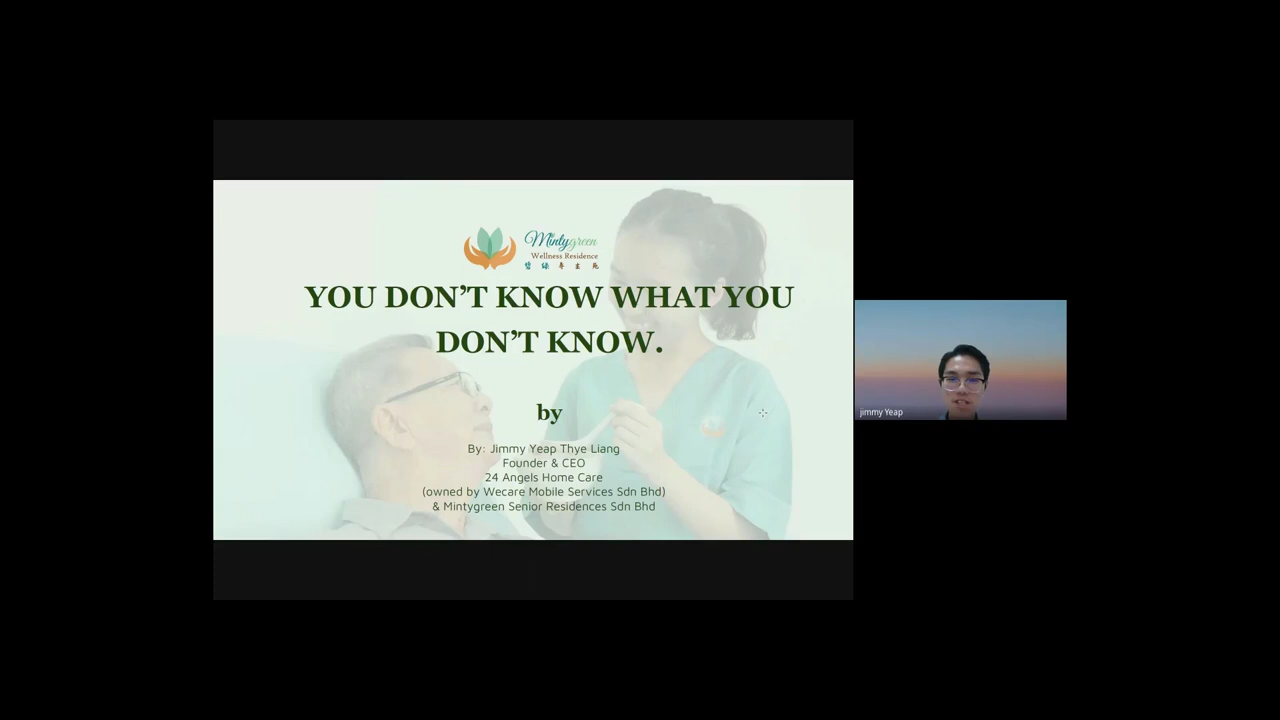 Mintygreen
Wellness Residence
YOU DON'T KNOW WHAT YOU
DON'T KNOW.
by
By: Jimmy Yeap Thye Liang
Founder & CEO
24 Angels Home Care
(owned by Wecare Mobile Services Sdn Bhd)
& Mintygreen Senior Residences Sdn Bhd
jimmy Yeap